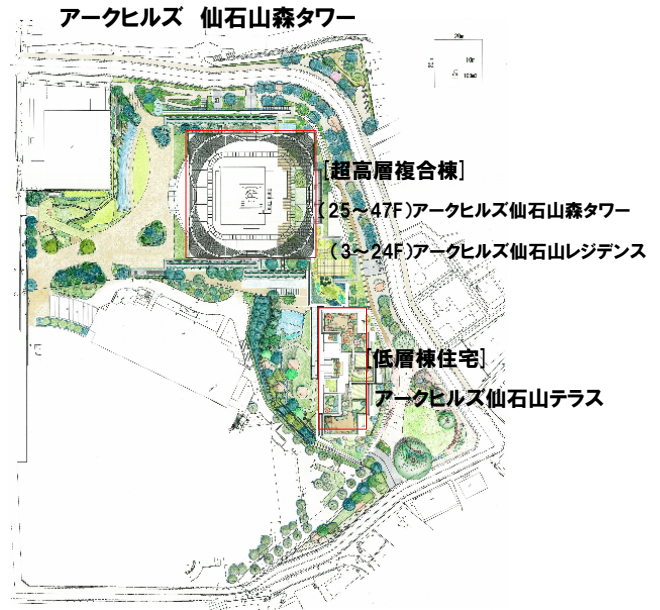 アークヒルズ 仙石山森タワー
[超高層複合棟]
(25~47F)アークヒルズ仙石山森タワー
(3~24F)アークヒルズ仙石山レジデンス
[低層棟住宅]
アークヒルズ仙石山テラス